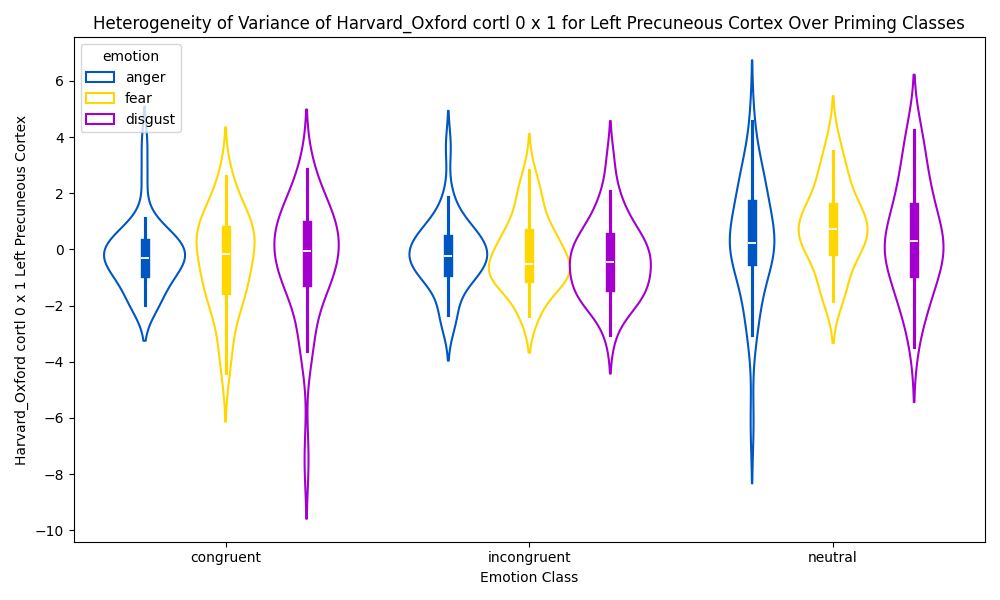 Heterogeneity of Variance of Harvard_Oxford cortl 0 x 1 for Left Precuneous Cortex Over Priming Classes
emotion
anger
fear
disgust
Harvard_Oxford cortl 0 x 1 Left Precuneous Cortex
6
4
2
0
−2
−4
−6
−8
−10
congruent
incongruent
neutral
Emotion Class